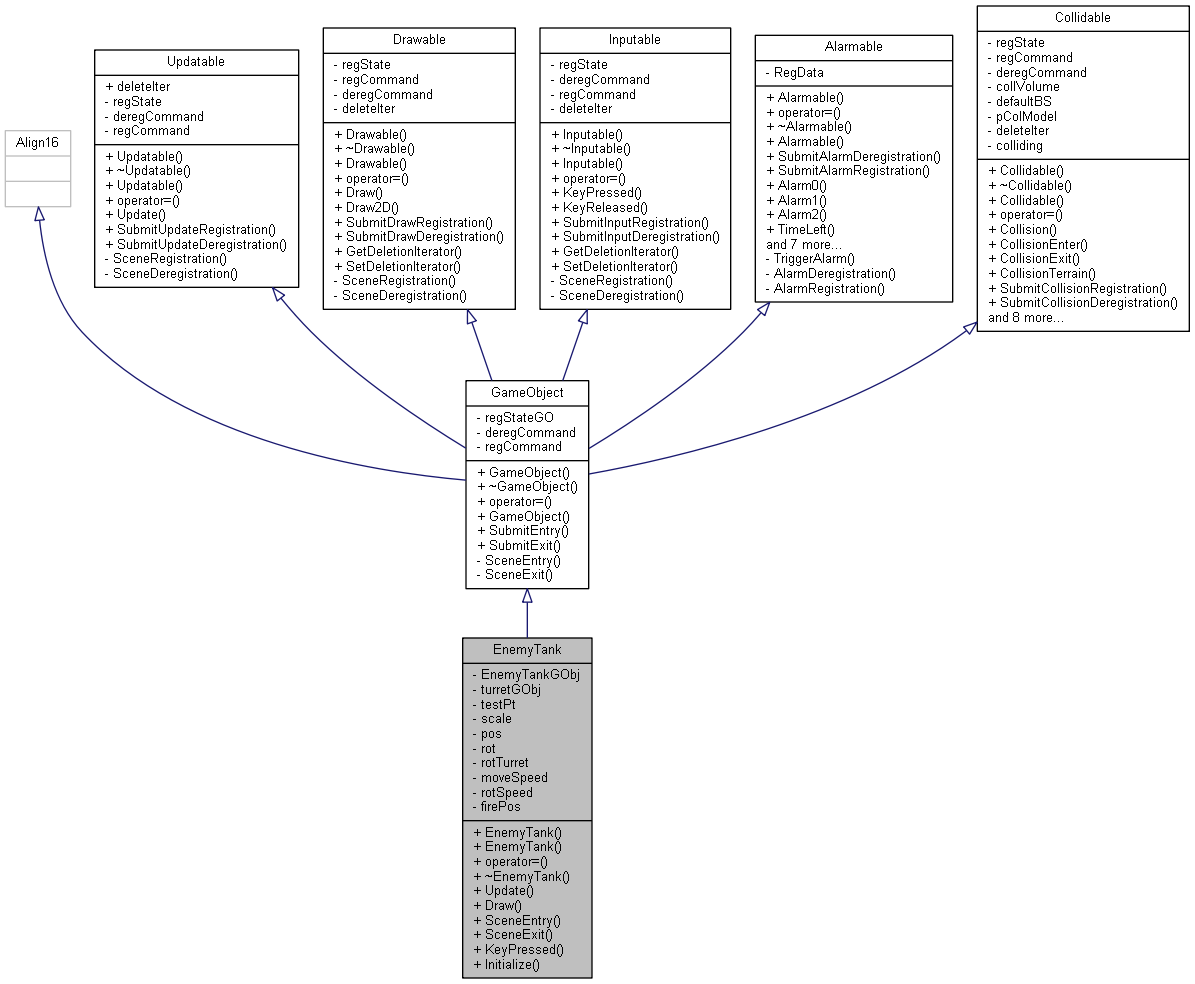 Align16
Updatable
+ deleteIter
- regState
- deregCommand
- regCommand
+ Updatable()
+ ~Updatable()
+ Updatable()
+ operator=()
+ Update()
+ SubmitUpdateRegistration()
+ SubmitUpdateDeregistration()
- SceneRegistration()
- SceneDeregistration()
Drawable
- regState
- regCommand
- deregCommand
- deleteIter
+ Drawable()
+ ~Drawable()
+ Drawable()
+ operator=()
+ Draw()
+ Draw2D()
+ SubmitDrawRegistration()
+ SubmitDrawDeregistration()
+ GetDeletionIterator()
+ SetDeletionIterator()
- SceneRegistration()
- SceneDeregistration()
Inputable
- regState
- deregCommand
- regCommand
- deleteIter
+ Inputable()
+ ~Inputable()
+ Inputable()
+ operator=()
+ KeyPressed()
+ KeyReleased()
+ SubmitInputRegistration()
+ SubmitInputDeregistration()
+ GetDeletionIterator()
+ SetDeletionIterator()
- SceneRegistration()
- SceneDeregistration()
Alarmable
- RegData
+ Alarmable()
+ operator=()
+ ~Alarmable()
+ Alarmable()
+ SubmitAlarmDeregistration()
+ SubmitAlarmRegistration()
+ Alarm0()
+ Alarm1()
+ Alarm2()
+ TimeLeft()
and 7 more...
- TriggerAlarm()
- AlarmDeregistration()
- AlarmRegistration()
Collidable
- regState
- regCommand
- deregCommand
- collVolume
- defaultBS
- pColModel
- deleteIter
- colliding
+ Collidable()
+ ~Collidable()
+ Collidable()
+ operator=()
+ Collision()
+ CollisionEnter()
+ CollisionExit()
+ CollisionTerrain()
+ SubmitCollisionRegistration()
+ SubmitCollisionDeregistration()
and 8 more...
GameObject
- regStateGO
- deregCommand
- regCommand
+ GameObject()
+ ~GameObject()
+ operator=()
+ GameObject()
+ SubmitEntry()
+ SubmitExit()
- SceneEntry()
- SceneExit()
EnemyTank
- EnemyTankGObj
- turretGObj
- testPt
- scale
- pos
- rot
- rotTurret
- moveSpeed
- rotSpeed
- firePos
+ EnemyTank()
+ EnemyTank()
+ operator=()
+ ~EnemyTank()
+ Update()
+ Draw()
+ SceneEntry()
+ SceneExit()
+ KeyPressed()
+ Initialize()